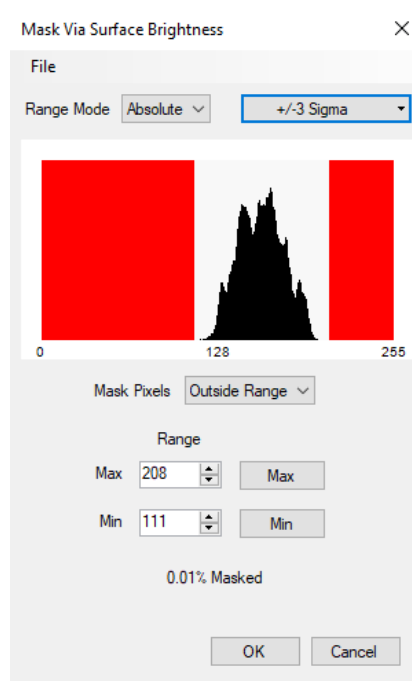 Mask Via Surface Brightness
File
Range Mode Absolute +/-3 Sigma
0 128 255
Mask Pixels Outside Range
Range
Max 208 Max
Min 111 Min
0.01% Masked
OK Cancel